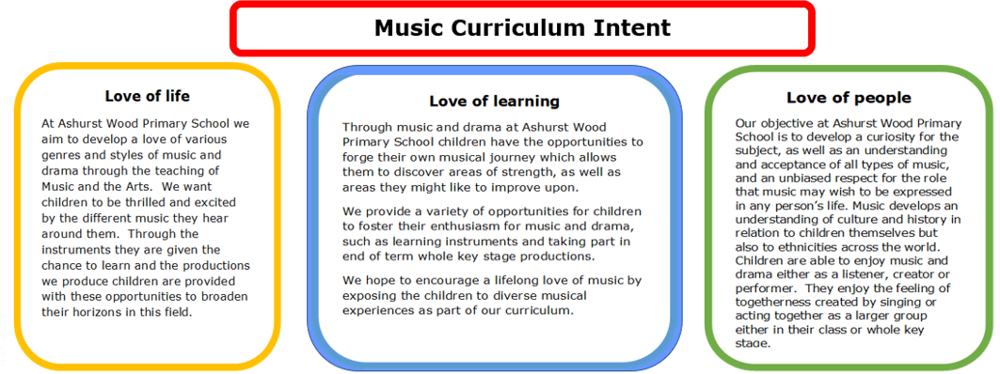 Music Curriculum Intent
Love of life
At Ashurst Wood Primary School we
aim to develop a love of various
genres and styles of music and
drama through the teaching of
Music and the Arts.  We want
children to be thrilled and excited
by the different music they hear
around them.  Through the
instruments they are given the
chance to learn and the productions
we produce children are provided
with these opportunities to broaden
their horizons in this field.
Love of learning
Through music and drama at Ashurst Wood
Primary School children have the opportunities to
forge their own musical journey which allows
them to discover areas of strength, as well as
areas they might like to improve upon.
We provide a variety of opportunities for children
to foster their enthusiasm for music and drama,
such as learning instruments and taking part in
end of term whole key stage productions.
We hope to encourage a lifelong love of music by
exposing the children to diverse musical
experiences as part of our curriculum.
Love of people
Our objective at Ashurst Wood Primary
School is to develop a curiosity for the
subject, as well as an understanding
and acceptance of all types of music,
and an unbiased respect for the role
that music may wish to be expressed
in any person’s life. Music develops an
understanding of culture and history in
relation to children themselves but
also to ethnicities across the world.
Children are able to enjoy music and
drama either as a listener, creator or
performer.  They enjoy the feeling of
togetherness created by singing or
acting together as a larger group
either in their class or whole key
stage.